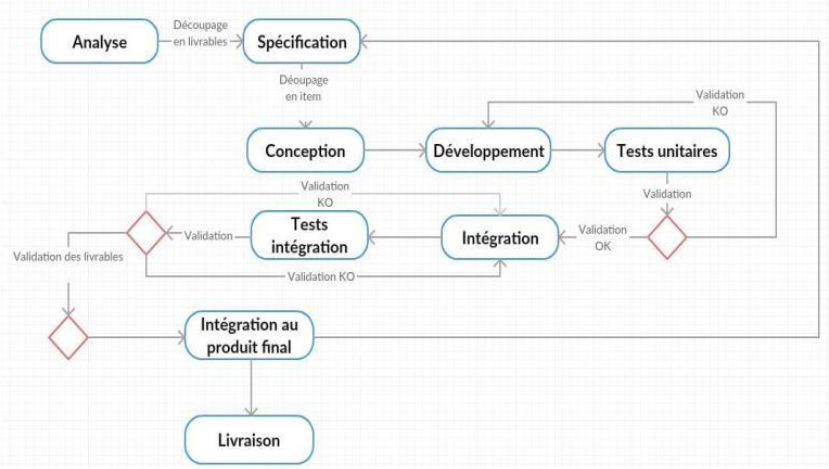 Analyse
Découpage
en livrables
Spécification
Déoupage
en item
Validation
KO
Conception
Développement
Tests unitaires
Validation
Validation
KO
Tests
intégration
Validation
Intégration
Validation
OK
Validation des livrables
Validation KO
Intégration au
produit final
Livraison